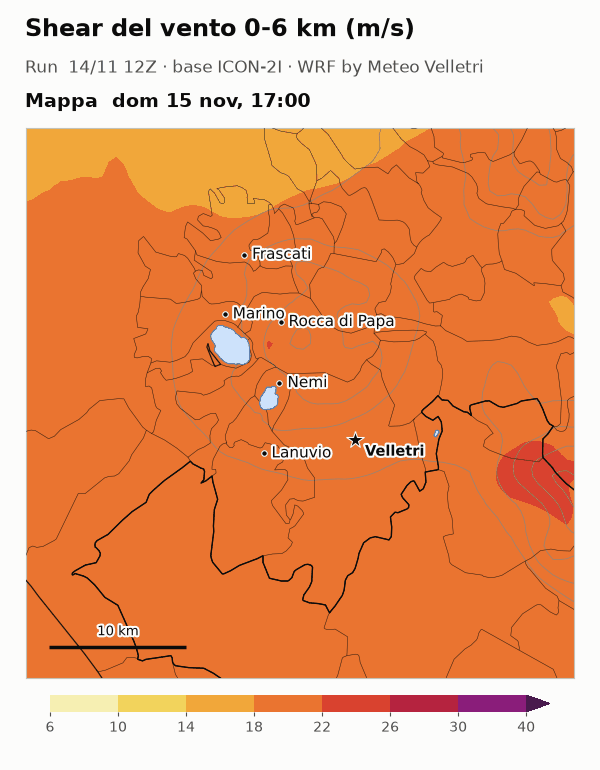 Shear del vento 0-6 km (m/s)
Run  14/11 12Z · base ICON-2I · WRF by Meteo Velletri
Mappa  dom 15 nov, 17:00
Frascati
Marino
Rocca di Papa
Nemi
Velletri
Lanuvio
10 km
6 10 14 18 22 26 30 40